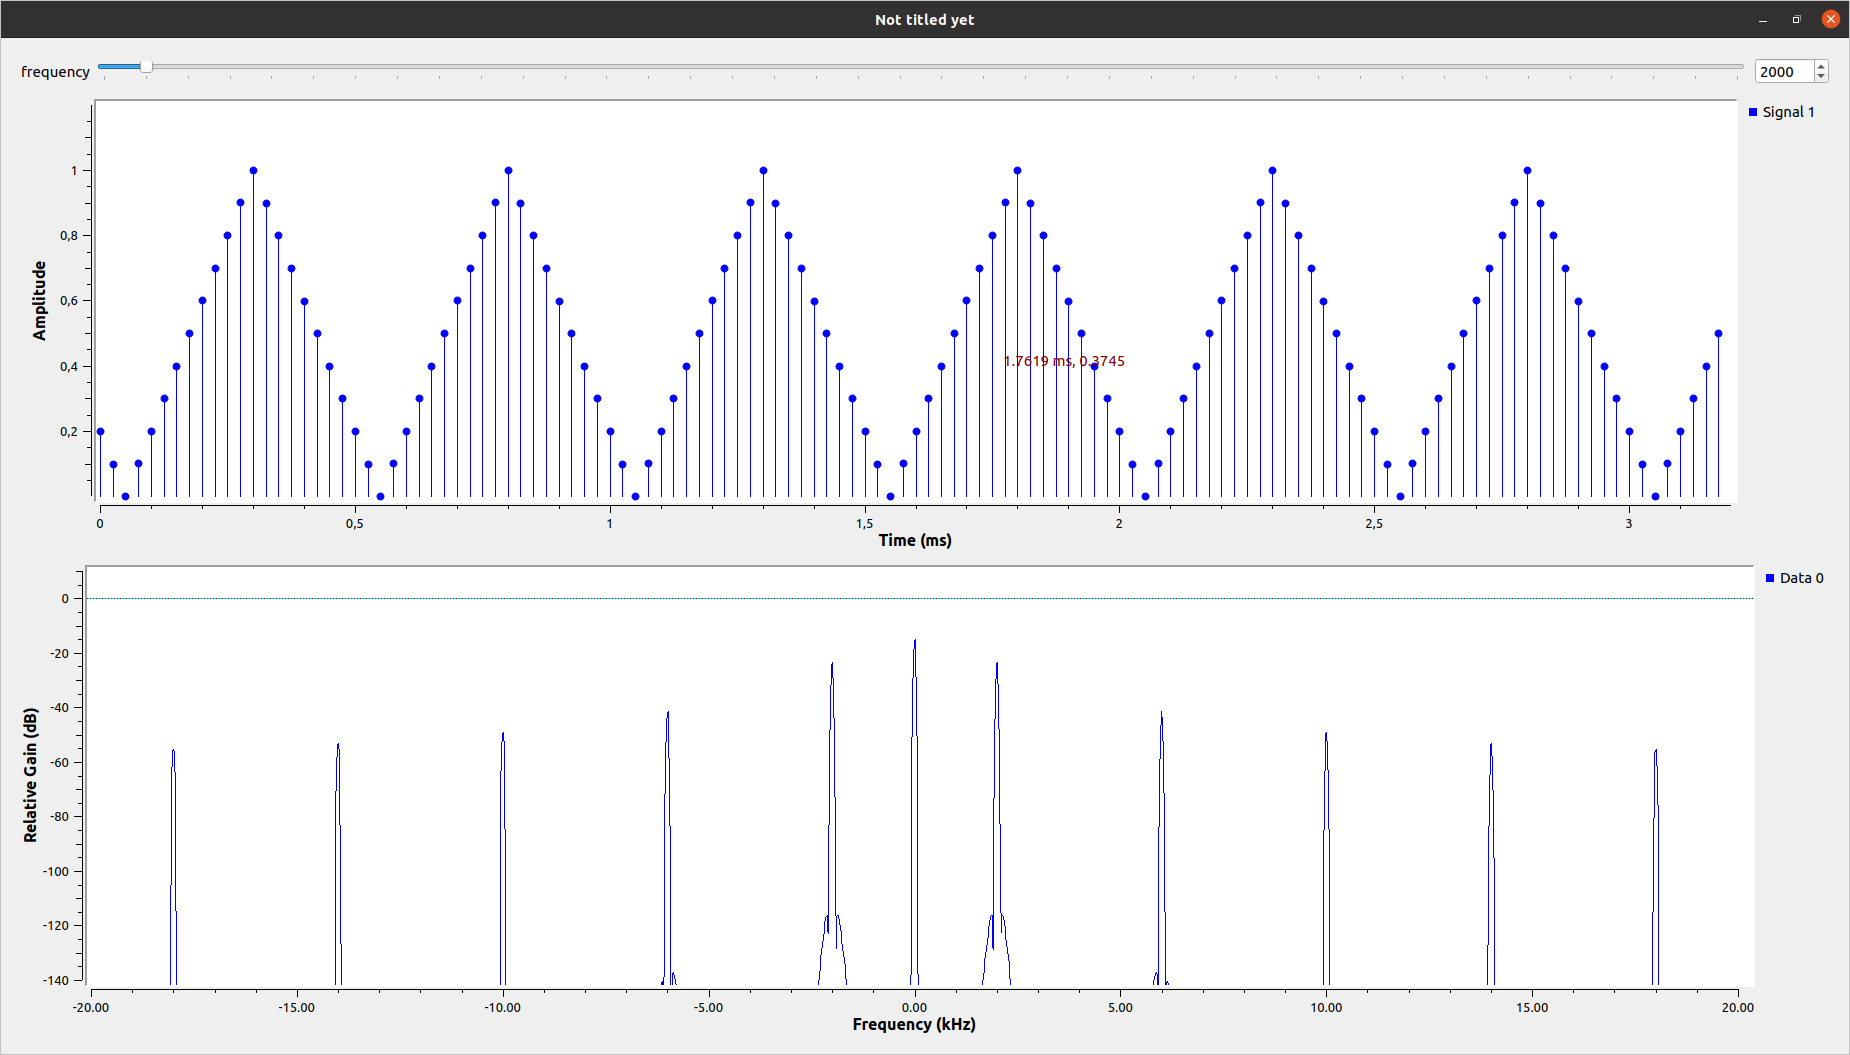 Not titled yet
frequency
2000
Signal 1
Amplitude
1
0,8
0,6
0,4
0,2
1.7619 ms, 0.3745
0 0,5 1 1,5 2 2,5 3
Time (ms)
Data 0
Relative Gain (dB)
0
-20
-40
-60
-80
-100
-120
-140
-20.00 -15.00 -10.00 -5.00 0.00 5.00 10.00 15.00 20.00
Frequency (kHz)